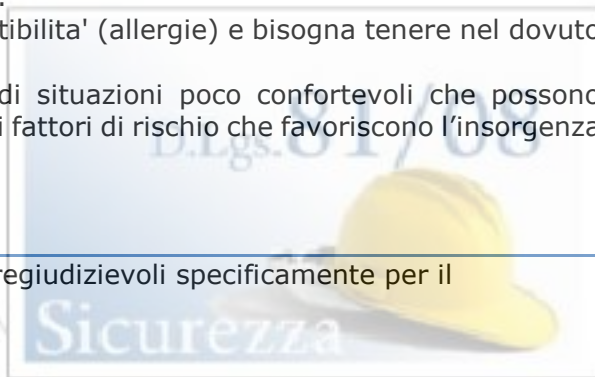 tibilita' (allergie) e bisogna tenere nel dovuto
di situazioni poco confortevoli che possono
i fattori di rischio che favoriscono l’insorgenza
D.Lgs. 81/08
regiudizievoli specificamente per il
Sicurezza